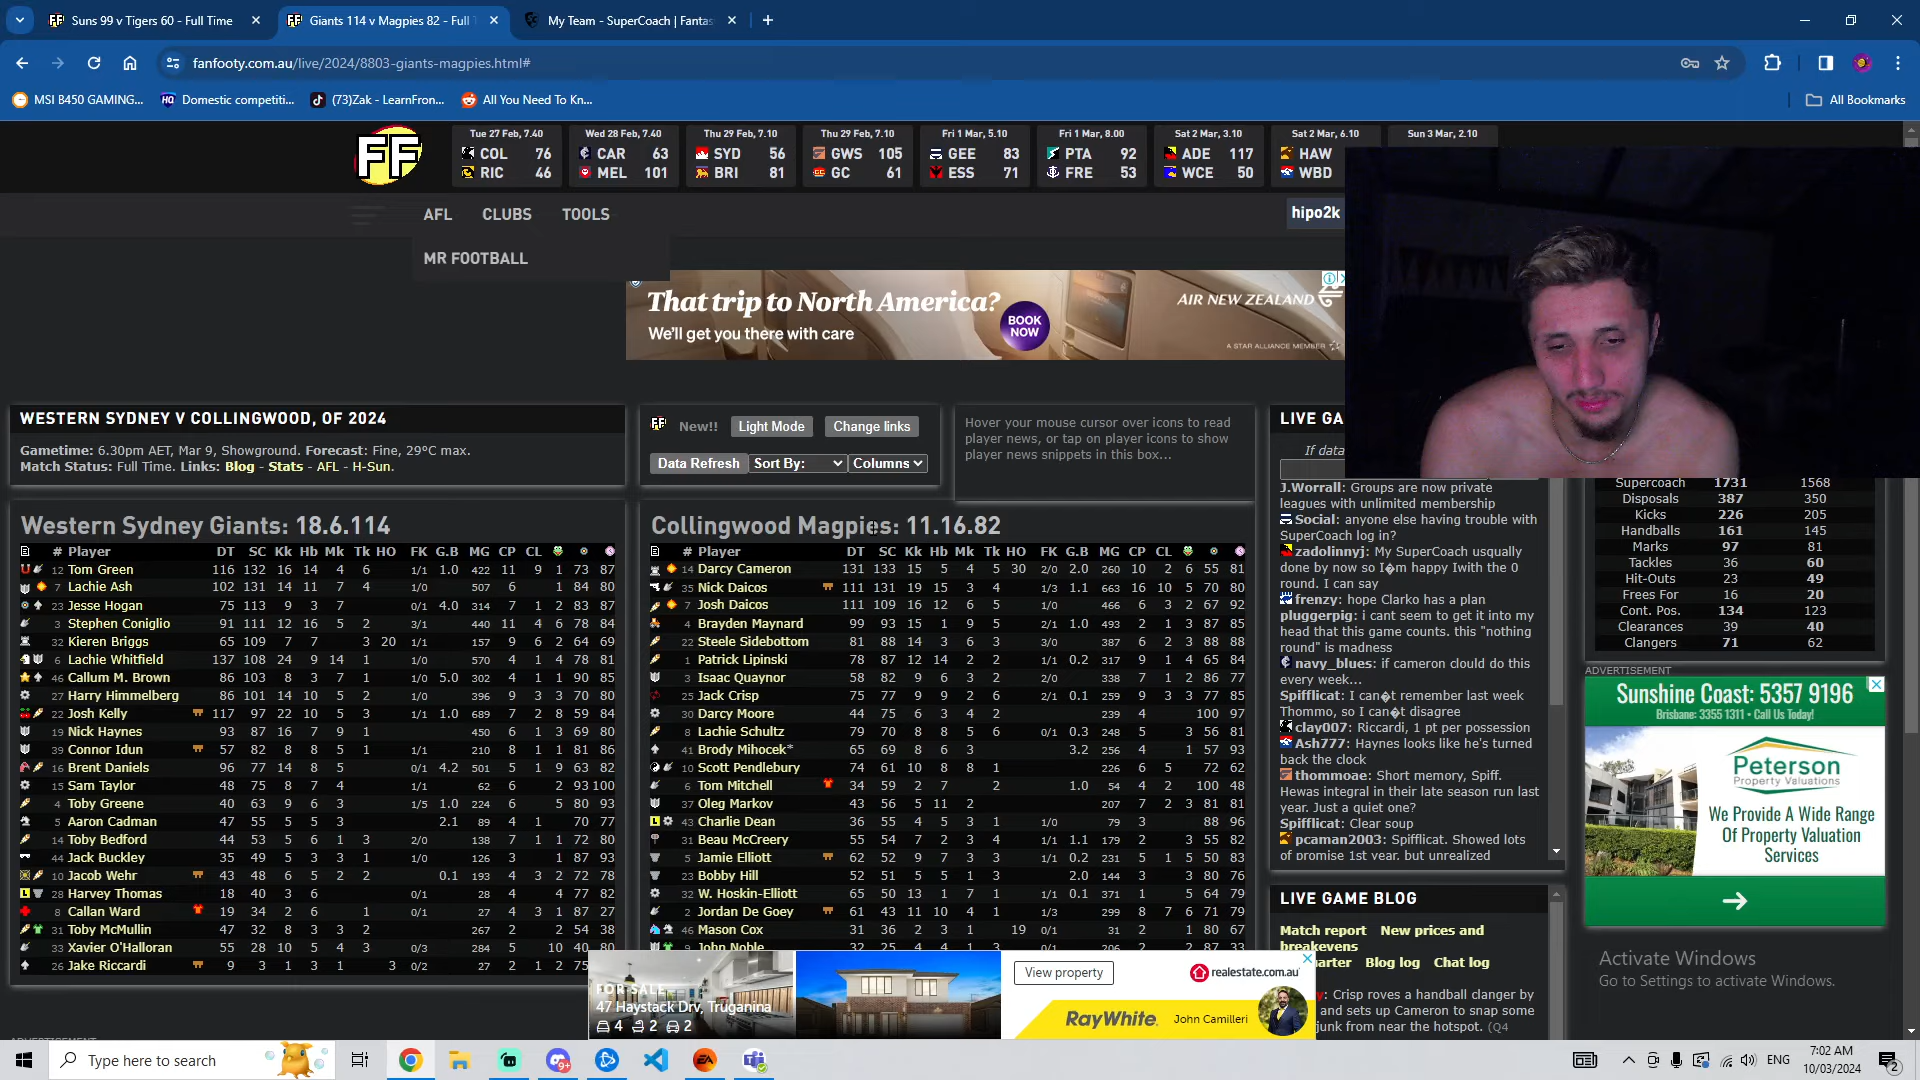 Suns 99 v Tigers 60 - Full Time
Giants 114 v Magpies 82 - Full T
My Team - SuperCoach | Fantas
fanfooty.com.au/live/2024/8803-giants-magpies.html#
MSI B450 GAMING...
Domestic competiti...
(73)Zak - LearnFron...
All You Need To Kn...
All Bookmarks
FF
Tue 27 Feb, 7.40
COL 76
RIC 46
Wed 28 Feb, 7.40
CAR 63
MEL 101
Thu 29 Feb, 7.10
SYD 56
BRI 81
Thu 29 Feb, 7.10
GWS 105
GC 61
Fri 1 Mar, 5.10
GEE 83
ESS 71
Fri 1 Mar, 8.00
PTA 92
FRE 53
Sat 2 Mar, 3.10
ADE 117
WCE 50
Sat 2 Mar, 6.10
HAW
WBD
Sun 3 Mar, 2.10
AFL CLUBS TOOLS
hipo2k
MR FOOTBALL
That trip to North America?
We'll get you there with care
BOOK NOW
AIR NEW ZEALAND
A STAR ALLIANCE MEMBER
WESTERN SYDNEY V COLLINGWOOD, OF 2024
Gametime: 6.30pm AET, Mar 9, Showground. Forecast: Fine, 29°C max.
Match Status: Full Time. Links: Blog - Stats - AFL - H-Sun.
New!! Light Mode Change links
Data Refresh Sort By: Columns
Hover your mouse cursor over icons to read
player news, or tap on player icons to show
player news snippets in this box...
LIVE GA
If data
Western Sydney Giants: 18.6.114
# Player DT SC Kk Hb Mk Tk HO FK G.B MG CP CL
12 Tom Green 116 132 16 14 4 6 1/1 1.0 422 11 9 1 73 87
7 Lachie Ash 102 131 14 11 7 4 1/0 507 6 1 84 80
23 Jesse Hogan 75 113 9 3 7 0/1 4.0 314 7 1 2 83 87
3 Stephen Coniglio 91 111 12 16 5 2 3/1 440 11 4 6 78 84
32 Kieren Briggs 65 109 7 7 3 20 1/1 157 9 6 2 64 69
6 Lachie Whitfield 137 108 24 9 14 1 1/0 570 4 1 4 78 81
46 Callum M. Brown 86 103 8 3 7 1/0 5.0 302 4 1 1 90 85
27 Harry Himmelberg 86 101 14 10 5 2 1/0 396 9 3 3 70 80
22 Josh Kelly 117 97 22 10 5 3 1/1 1.0 689 7 2 8 59 84
19 Nick Haynes 93 87 16 7 9 1 450 6 1 3 69 80
39 Connor Idun 57 82 8 8 5 1/1 210 8 1 1 81 86
16 Brent Daniels 96 77 14 8 5 0/1 4.2 501 5 1 9 63 82
15 Sam Taylor 48 75 8 7 4 1/1 62 6 2 93 100
4 Toby Greene 40 63 9 6 3 1/5 1.0 224 6 5 80 93
5 Aaron Cadman 47 55 5 5 3 2.1 89 4 1 70 77
14 Toby Bedford 44 53 5 6 1 3 2/0 138 7 1 1 72 80
44 Jack Buckley 35 49 5 3 3 1 1/0 126 3 1 87 93
10 Jacob Wehr 43 48 6 5 2 2 0.1 193 4 3 2 72 78
28 Harvey Thomas 18 40 3 6 0/1 28 4 4 77 82
8 Callan Ward 19 34 2 6 1 0/1 27 4 3 1 87 27
31 Toby McMullin 47 32 8 3 3 2 267 2 2 54 38
33 Xavier O'Halloran 55 28 10 5 4 3 0/3 284 5 10 40 80
26 Jake Riccardi 9 3 1 3 1 3 0/2 27 2 1 2 75
Collingwood Magpies: 11.16.82
# Player DT SC Kk Hb Mk Tk HO FK G.B MG CP CL
14 Darcy Cameron 131 133 15 5 4 5 30 2/0 2.0 260 10 2 6 55 81
35 Nick Daicos 111 131 19 15 3 4 1/3 1.1 663 16 10 5 70 80
7 Josh Daicos 111 109 16 12 6 5 1/0 466 6 3 2 67 92
4 Brayden Maynard 99 93 15 1 9 5 2/1 1.0 493 2 1 3 87 85
22 Steele Sidebottom 81 88 14 3 6 3 3/0 387 6 2 88 88
1 Patrick Lipinski 78 87 12 14 2 2 1/1 0.2 317 9 1 4 65 84
3 Isaac Quaynor 58 82 9 6 3 2 2/0 338 7 1 2 86 77
25 Jack Crisp 75 77 9 9 2 6 2/1 0.1 259 9 3 3 77 85
30 Darcy Moore 44 75 6 3 4 2 239 4 100 97
8 Lachie Schultz 79 70 8 8 5 6 0/1 0.3 248 5 3 56 81
41 Brody Mihocek* 65 69 8 6 3 3.2 256 4 1 57 93
10 Scott Pendlebury 74 61 10 8 8 1 226 6 5 72 62
6 Tom Mitchell 34 59 2 7 2 1.0 54 4 2 100 48
37 Oleg Markov 43 56 5 11 2 207 7 2 3 81 81
43 Charlie Dean 36 55 4 5 3 1 1/0 79 3 88 96
31 Beau McCreery 55 54 7 2 3 4 1/1 1.1 179 2 3 55 82
5 Jamie Elliott 62 52 9 7 3 3 1/1 0.2 231 5 1 5 50 83
23 Bobby Hill 52 51 5 5 1 3 2.0 144 3 3 80 76
32 W. Hoskin-Elliott 65 50 13 1 7 1 1/1 0.1 371 1 5 64 79
2 Jordan De Goey 61 43 11 10 4 1 1/3 299 8 7 6 71 79
46 Mason Cox 31 36 2 3 1 19 0/1 31 2 1 80 67
9 John Noble 32 25 4 4 1 3 0/1 206 2 2 87 33
J.Worrall: Groups are now private
leagues with unlimited membership
Social: anyone else having trouble with
SuperCoach log in?
zadolinnyj: My SuperCoach usqually
done by now so I�m happy Iwith the 0
round. I can say
frenzy: hope Clarko has a plan
pluggerpig: i cant seem to get it into my
head that this game counts. this "nothing
round" is madness
navy_blues: if cameron clould do this
every week...
Spifflicat: I can�t remember last week
Thommo, so I can�t disagree
clay007: Riccardi, 1 pt per possession
Ash777: Haynes looks like he's turned
back the clock
thommoae: Short memory, Spiff.
Hewas integral in their late season run last
year. Just a quiet one?
Spifflicat: Clear soup
pcaman2003: Spifflicat. Showed lots
of promise 1st year. but unrealized
LIVE GAME BLOG
Match report New prices and
breakevens
arter Blog log Chat log
y: Crisp roves a handball clanger by
and sets up Cameron to snap some
junk from near the hotspot. (Q4
Supercoach 1731 1568
Disposals 387 350
Kicks 226 205
Handballs 161 145
Marks 97 81
Tackles 36 60
Hit-Outs 23 49
Frees For 16 20
Cont. Pos. 134 123
Clearances 39 40
Clangers 71 62
ADVERTISEMENT
Sunshine Coast: 5357 9196
Brisbane: 3355 1311 • Call Us Today!
Peterson
Property Valuations
We Provide A Wide
Range Of Property
Valuation Services
Activate Windows
Go to Settings to activate Windows.
FOR SALE
47 Haystack Drv, Truganina
4 2 2
View property
realestate.com.au
RayWhite.
John Camilleri
Type here to search
ENG
7:02 AM
10/03/2024
2